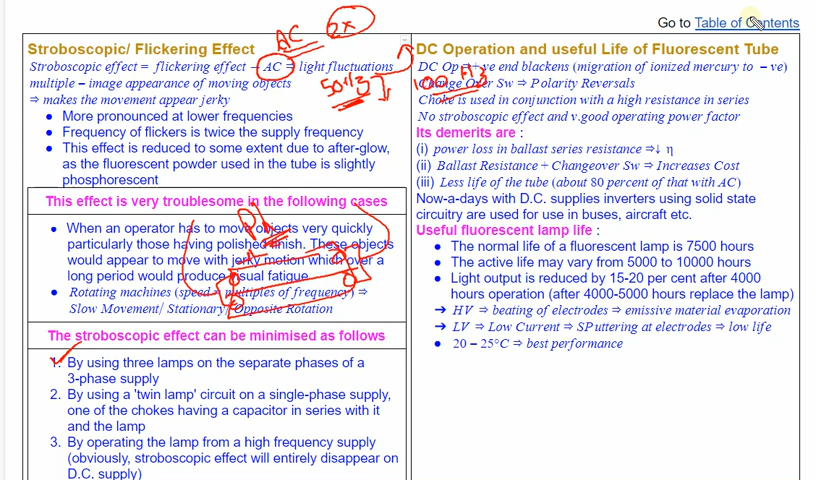 Go to Table of Contents
Stroboscopic/ Flickering Effect
AC
2x
Stroboscopic effect = flickering effect – AC ⇒ light fluctuations
multiple – image appearance of moving objects
50Hz
⇒ makes the movement appear jerky
● More pronounced at lower frequencies
● Frequency of flickers is twice the supply frequency
● This effect is reduced to some extent due to after-glow,
as the fluorescent powder used in the tube is slightly
phosphorescent
This effect is very troublesome in the following cases
● When an operator has to move objects very quickly
particularly those having polished finish. These objects
would appear to move with jerky motion which over a
long period would produce visual fatigue.
● Rotating machines (speed = multiples of frequency) ⇒
Slow Movement/ Stationary/ Opposite Rotation
The stroboscopic effect can be minimised as follows
1. By using three lamps on the separate phases of a
3-phase supply
2. By using a 'twin lamp' circuit on a single-phase supply,
one of the chokes having a capacitor in series with it
and the lamp
3. By operating the lamp from a high frequency supply
(obviously, stroboscopic effect will entirely disappear on
D.C. supply)
DC Operation and useful Life of Fluorescent Tube
DC Op ⇒ +ve end blackens (migration of ionized mercury to – ve)
100 Hz
Change Over Sw ⇒ Polarity Reversals
Choke is used in conjunction with a high resistance in series
No stroboscopic effect and v.good operating power factor
Its demerits are :
(i) power loss in ballast series resistance ⇒↓ η
(ii) Ballast Resistance + Changeover Sw ⇒ Increases Cost
(iii) Less life of the tube (about 80 percent of that with AC)
Now-a-days with D.C. supplies inverters using solid state
circuitry are used for use in buses, aircraft etc.
Useful fluorescent lamp life :
● The normal life of a fluorescent lamp is 7500 hours
● The active life may vary from 5000 to 10000 hours
● Light output is reduced by 15-20 per cent after 4000
hours operation (after 4000-5000 hours replace the lamp)
➔ HV ⇒ beating of electrodes ⇒ emissive material evaporation
➔ LV ⇒ Low Current ⇒ SPuttering at electrodes ⇒ low life
● 20 – 25°C ⇒ best performance